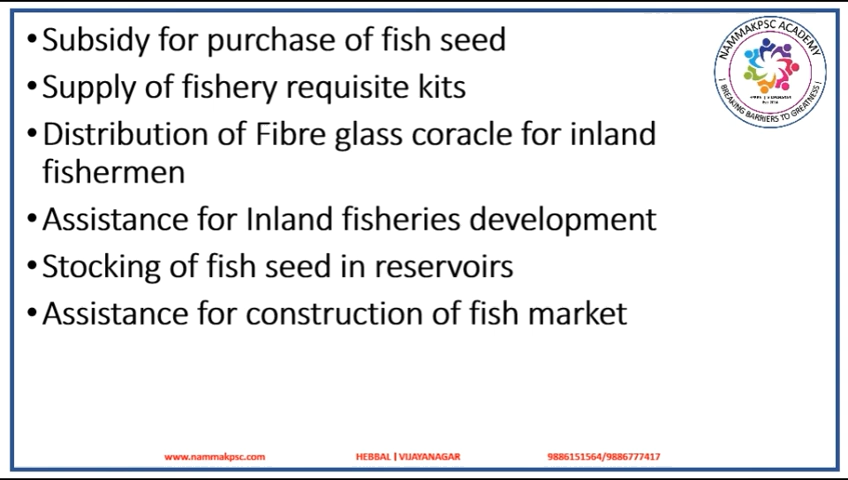 • Subsidy for purchase of fish seed
• Supply of fishery requisite kits
• Distribution of Fibre glass coracle for inland
fishermen
• Assistance for Inland fisheries development
• Stocking of fish seed in reservoirs
• Assistance for construction of fish market
NAMMAKPSC ACADEMY
| BREAKING BARRIERS TO GREATNESS |
www.nammakpsc.com HEBBAL | VIJAYANAGAR 9886151564/9886777417